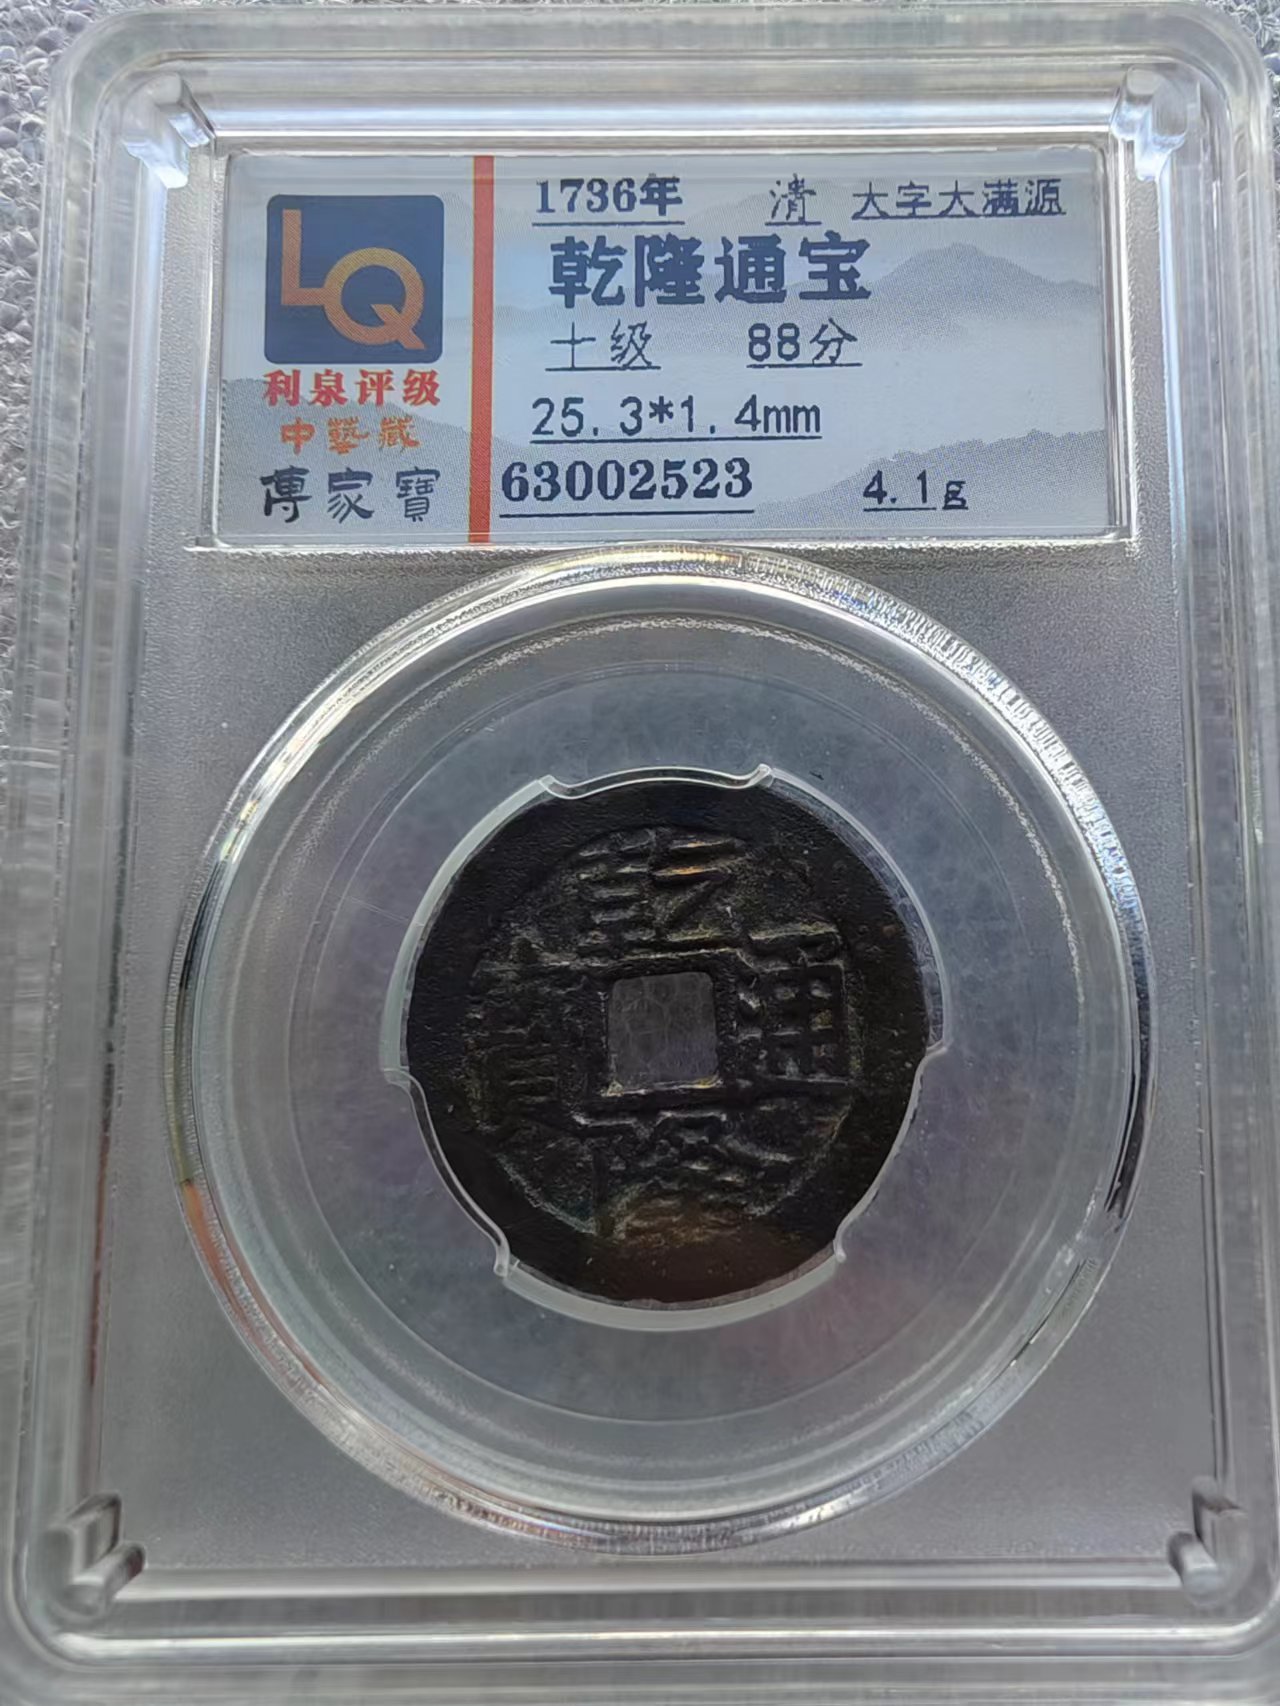 LQ
利泉评级
中藝藏
傳家寶
1736年 清 大字大满源
乾隆通宝
士级 88分
25.3*1.4mm
63002523 4.1g
乾隆通寶